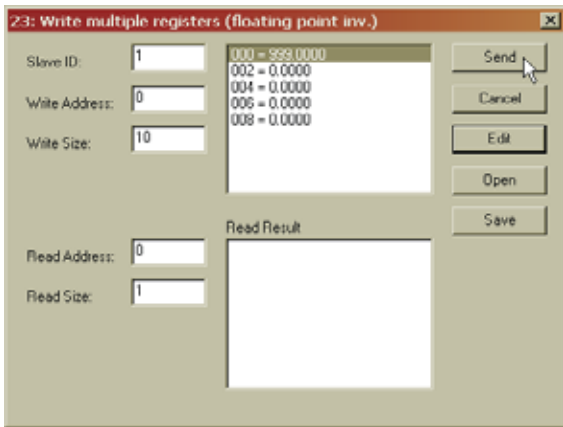 23: Write multiple registers (floating point inv.)
Slave ID: 1
Write Address: 0
Write Size: 10
000 = 999.0000
002 = 0.0000
004 = 0.0000
006 = 0.0000
008 = 0.0000
Send
Cancel
Edit
Open
Save
Read Address: 0
Read Size: 1
Read Result